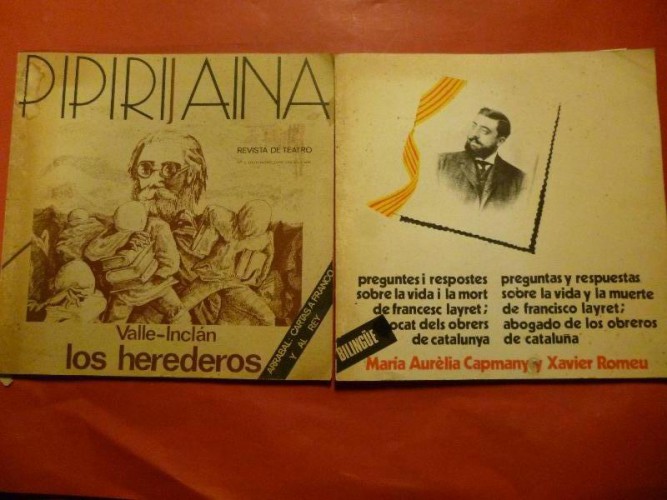 PIPIRIJAINA
REVISTA DE TEATRO
Valle-Inclán
los herederos
ARRABAL: CARTAS A FRANCO
Y AL REY
preguntes i respostes
sobre la vida i la mort
de francesc layret;
ocat dels obrers
de catalunya
preguntas y respuestas
sobre la vida y la muerte
de francisco layret;
abogado de los obreros
de cataluña
BILINGÜE
María Aurèlia Capmany y Xavier Romeu